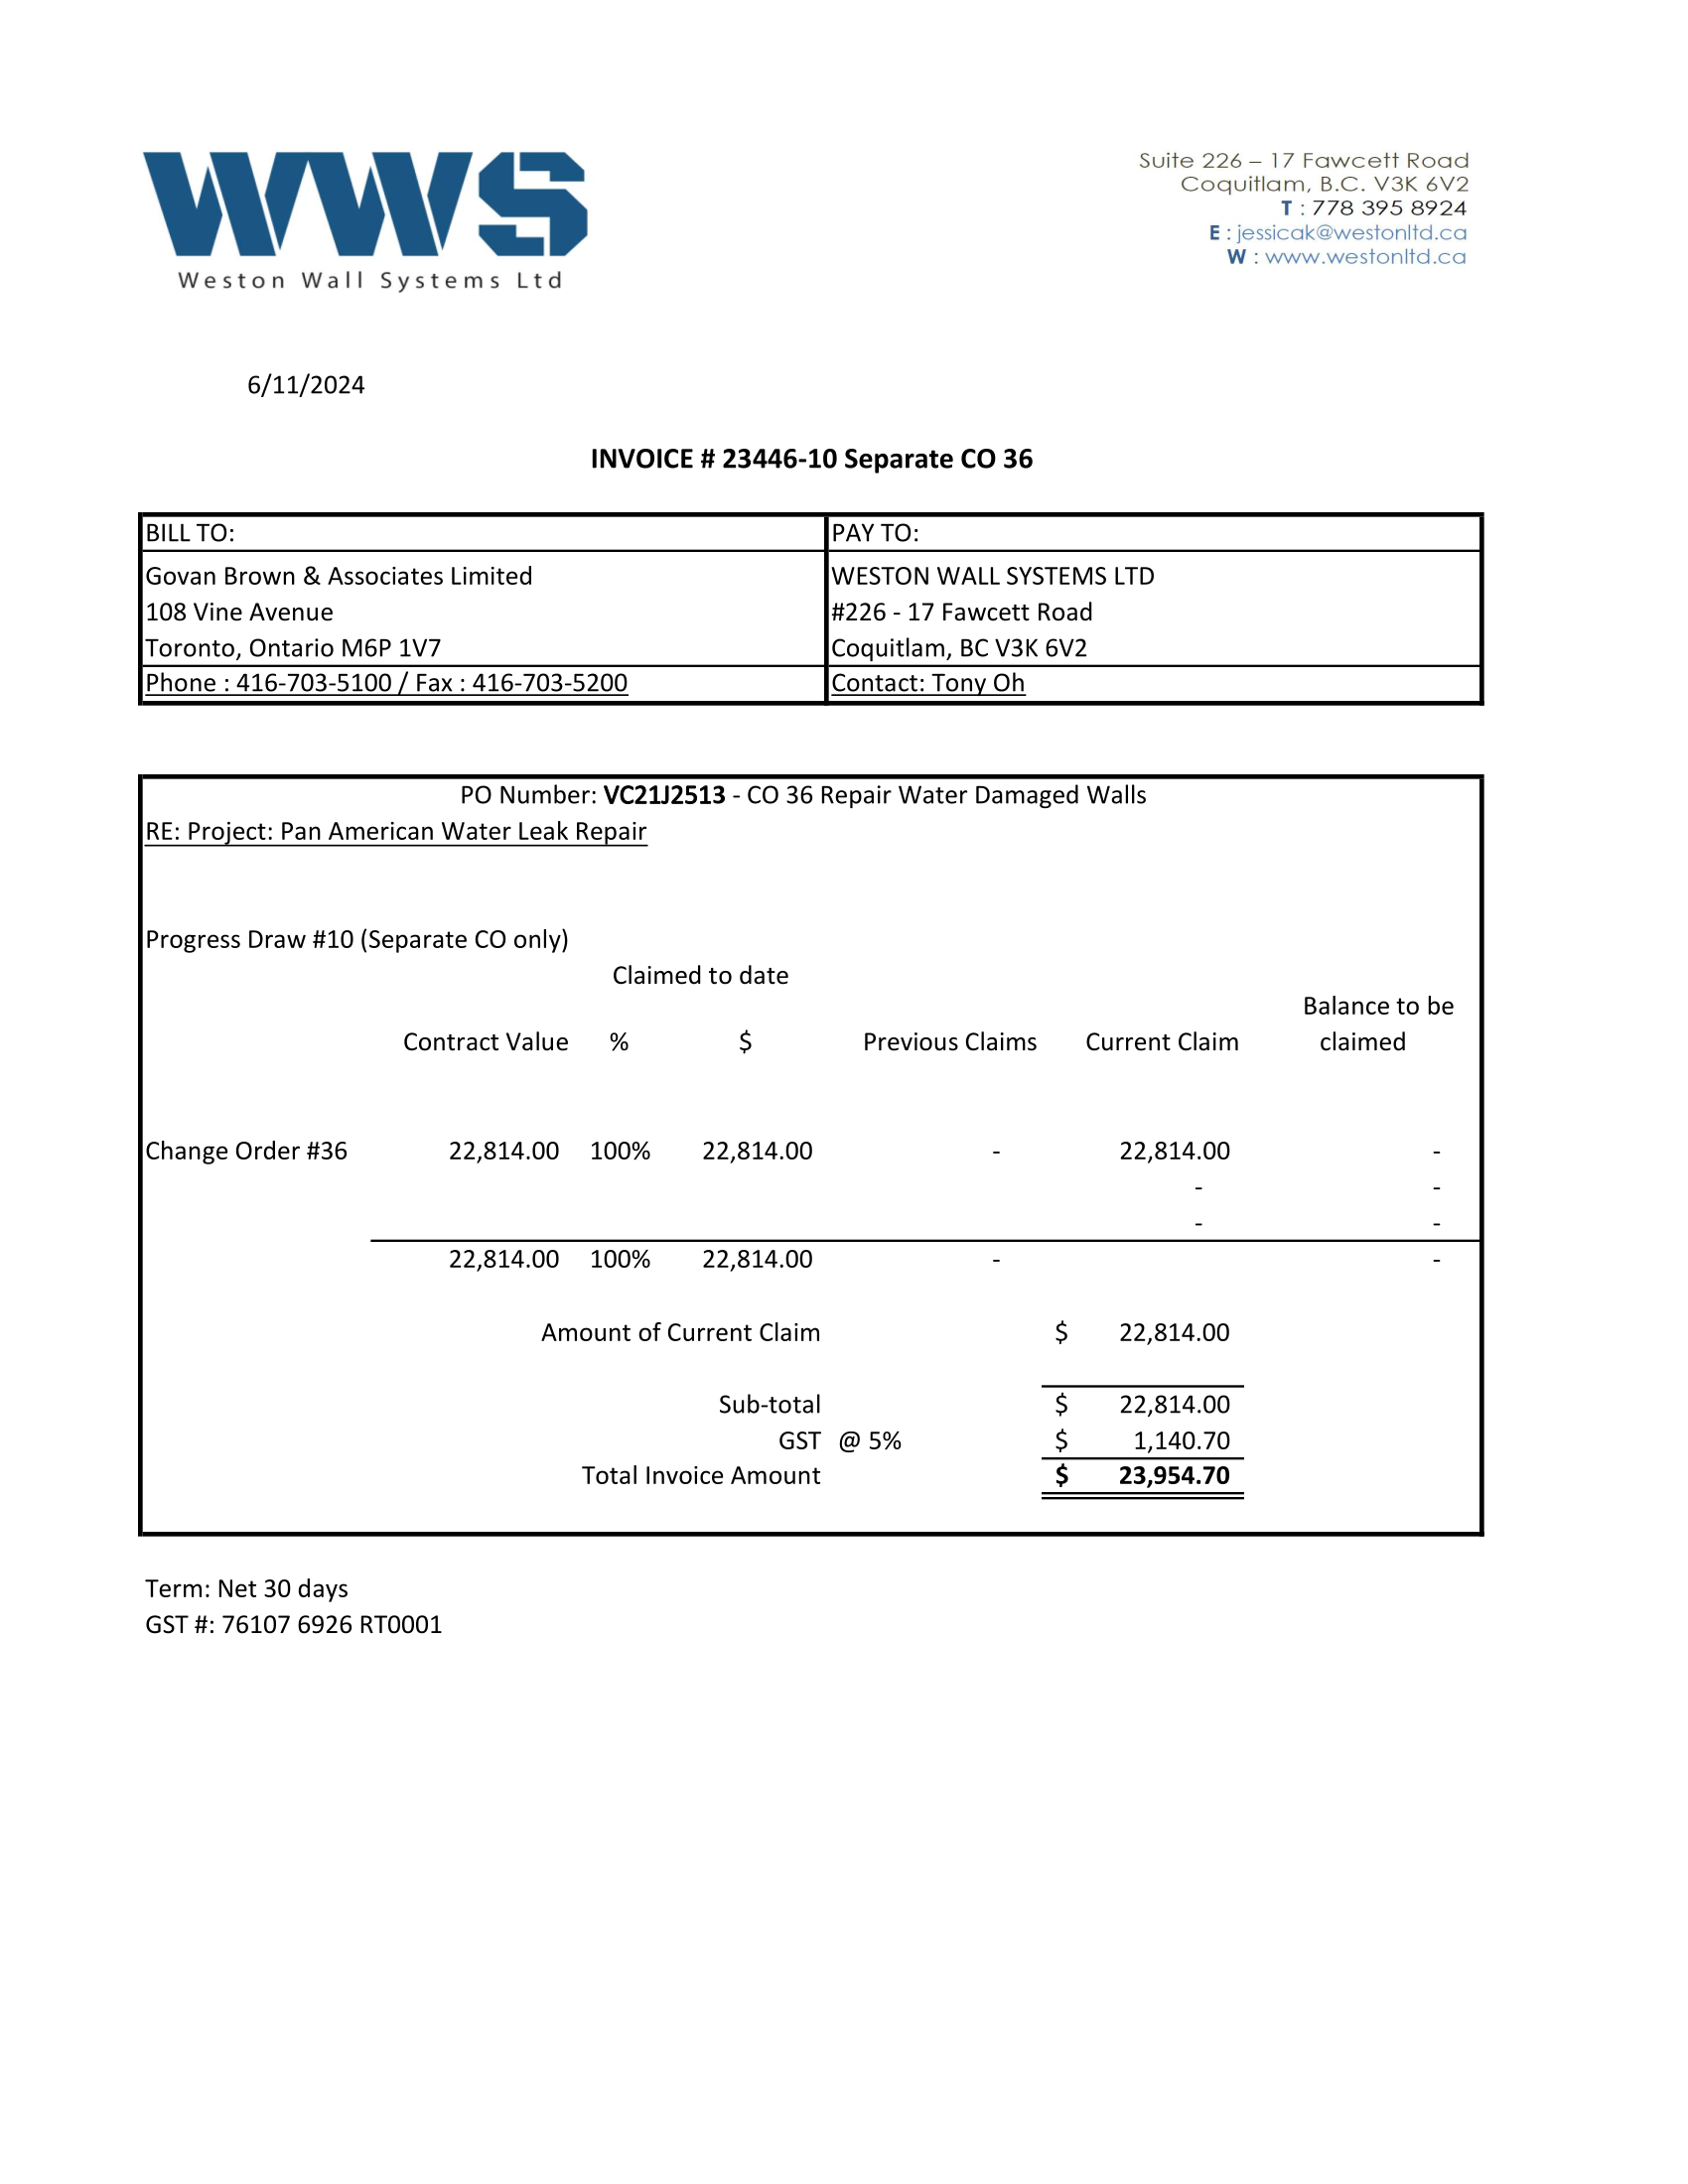 WWS
Weston Wall Systems Ltd
Suite 226 – 17 Fawcett Road
Coquitlam, B.C. V3K 6V2
T : 778 395 8924
E : jessicak@westonltd.ca
W : www.westonltd.ca
6/11/2024
INVOICE # 23446-10 Separate CO 36
BILL TO: PAY TO:
Govan Brown & Associates Limited WESTON WALL SYSTEMS LTD
108 Vine Avenue #226 - 17 Fawcett Road
Toronto, Ontario M6P 1V7 Coquitlam, BC V3K 6V2
Phone : 416-703-5100 / Fax : 416-703-5200 Contact: Tony Oh
PO Number: VC21J2513 - CO 36 Repair Water Damaged Walls
RE: Project: Pan American Water Leak Repair
Progress Draw #10 (Separate CO only)
Claimed to date
Balance to be
Contract Value % $ Previous Claims Current Claim claimed
Change Order #36 22,814.00 100% 22,814.00 - 22,814.00 -
- -
- -
22,814.00 100% 22,814.00 - -
Amount of Current Claim $ 22,814.00
Sub-total $ 22,814.00
GST @ 5% $ 1,140.70
Total Invoice Amount $ 23,954.70
Term: Net 30 days
GST #: 76107 6926 RT0001